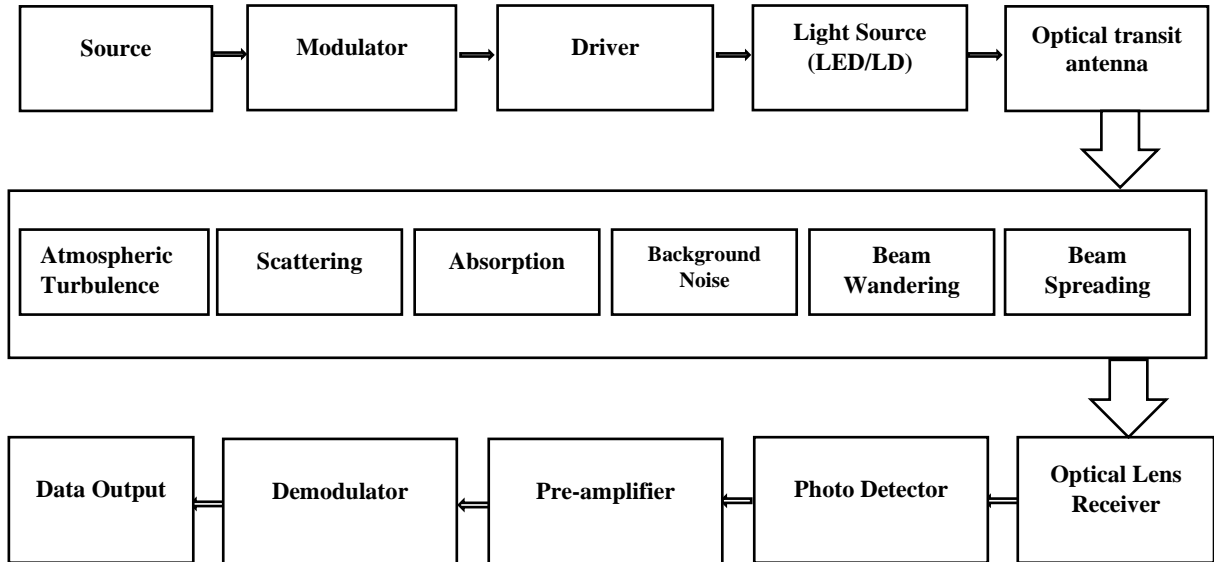 Source
Modulator
Driver
Light Source
(LED/LD)
Optical transit
antenna
Atmospheric
Turbulence
Scattering
Absorption
Background
Noise
Beam
Wandering
Beam
Spreading
Data Output
Demodulator
Pre-amplifier
Photo Detector
Optical Lens
Receiver